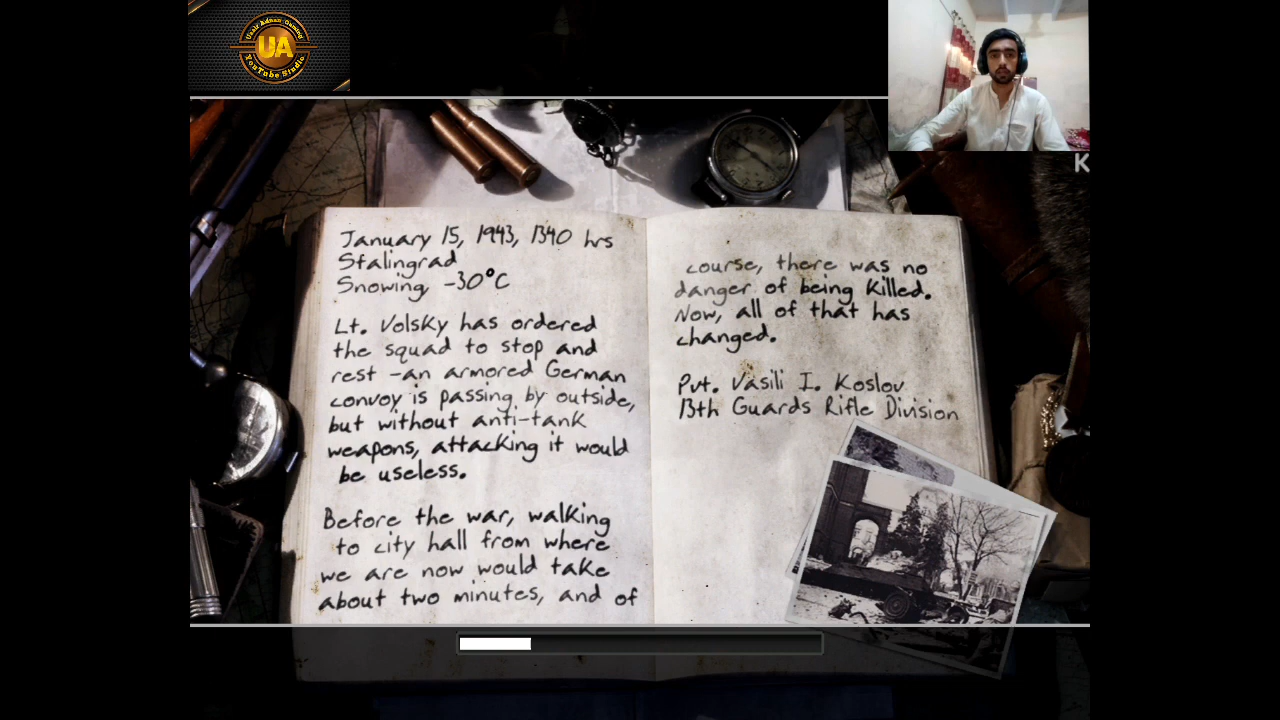 Uzair Adnan Gaming
UA
YouTube Studio
K
January 15, 1943, 1340 hrs
Stalingrad
Snowing, -30°C
Lt. Volsky has ordered
the squad to stop and
rest -an armored German
convoy is passing by outside,
but without anti-tank
weapons, attacking it would
be useless.
Before the war, walking
to city hall from where
we are now would take
about two minutes, and of
course, there was no
danger of being killed.
Now, all of that has
changed.
Pvt. Vasili I. Koslov
13th Guards Rifle Division